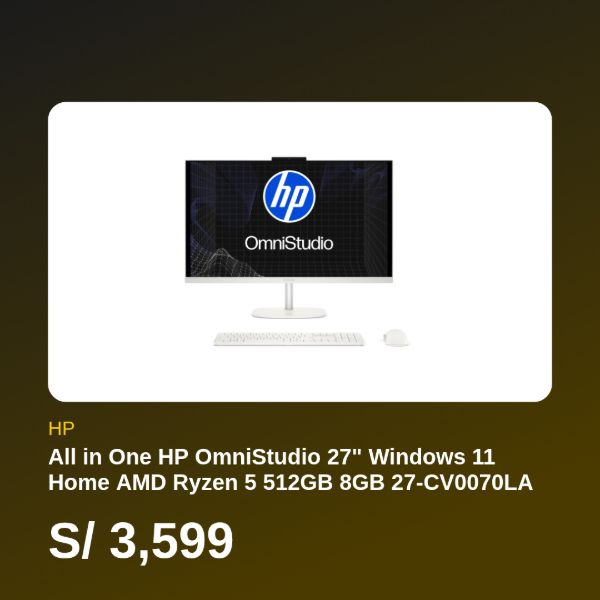 hp
OmniStudio
HP
All in One HP OmniStudio 27" Windows 11
Home AMD Ryzen 5 512GB 8GB 27-CV0070LA
S/ 3,599